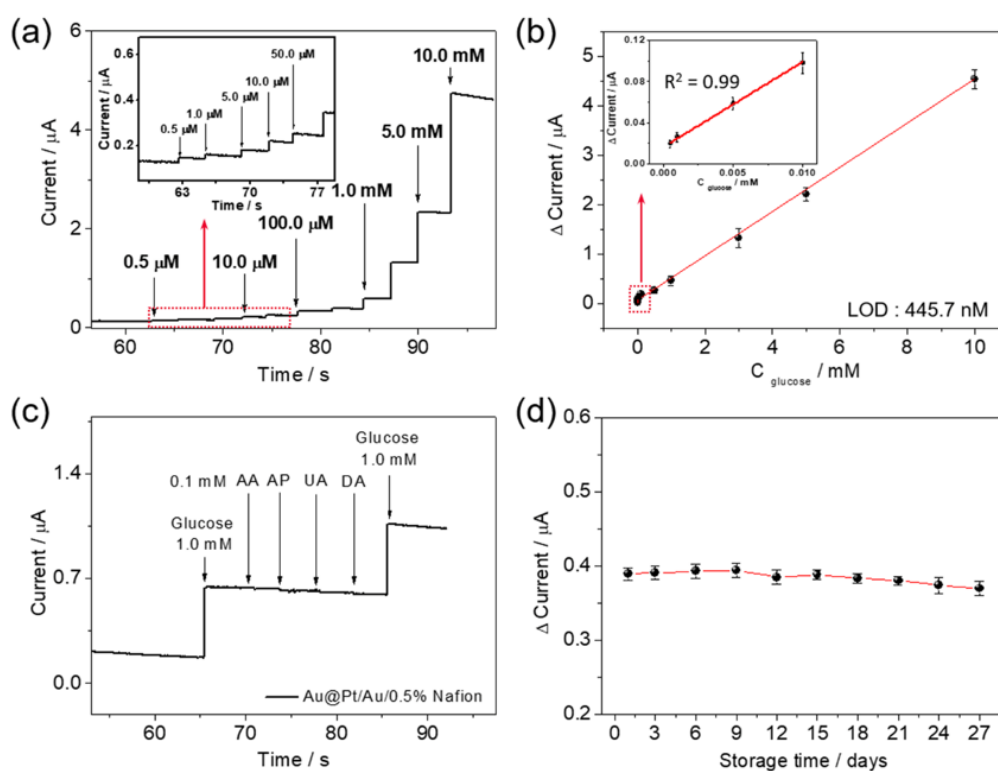 (a)
6
4
2
0
Current / μA
60
70
80
90
Time / s
0.5 μM
10.0 μM
100.0 μM
1.0 mM
5.0 mM
10.0 mM
0.6
0.4
0.2
Current / μA
63
70
77
Time / s
0.5 μM
1.0 μM
5.0 μM
10.0 μM
50.0 μM
(b)
5
4
3
2
1
0
Δ Current / μA
0
2
4
6
8
10
C glucose / mM
LOD : 445.7 nM
0.12
0.08
0.04
0.00
Δ Current / μA
0.000
0.005
0.010
C glucose / mM
R² = 0.99
(c)
1.4
0.7
0.0
Current / μA
60
70
80
90
Time / s
Glucose
1.0 mM
0.1 mM AA AP UA DA
Glucose
1.0 mM
Au@Pt/Au/0.5% Nafion
(d)
0.6
0.5
0.4
0.3
0.2
Δ Current / μA
0
3
6
9
12
15
18
21
24
27
Storage time / days